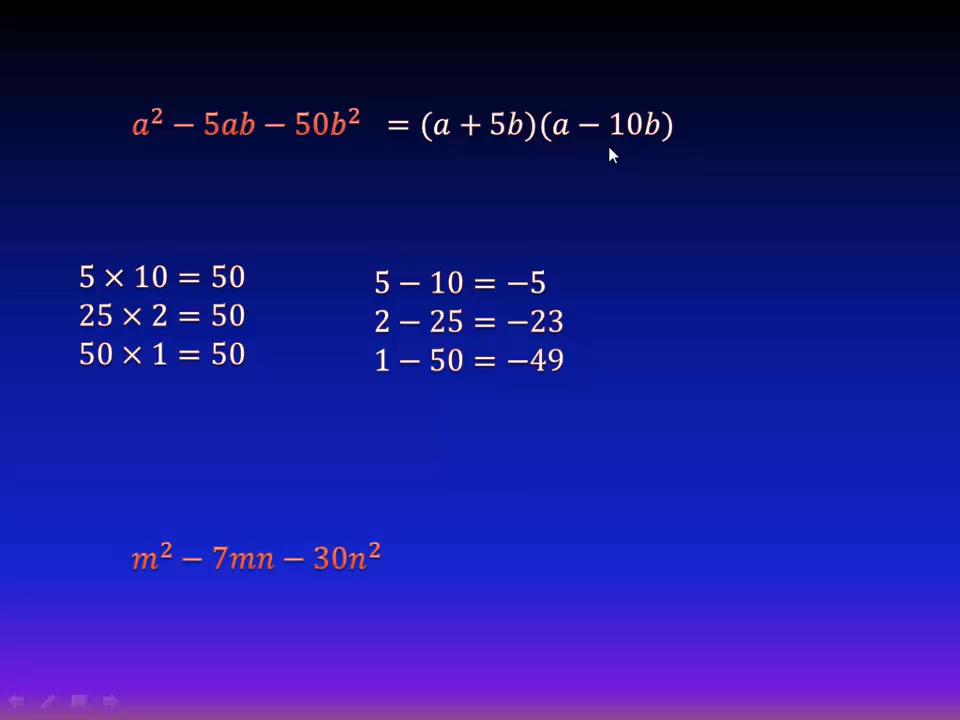 a² − 5ab − 50b² = (a + 5b)(a − 10b)
5 × 10 = 50
25 × 2 = 50
50 × 1 = 50
5 − 10 = −5
2 − 25 = −23
1 − 50 = −49
m² − 7mn − 30n²